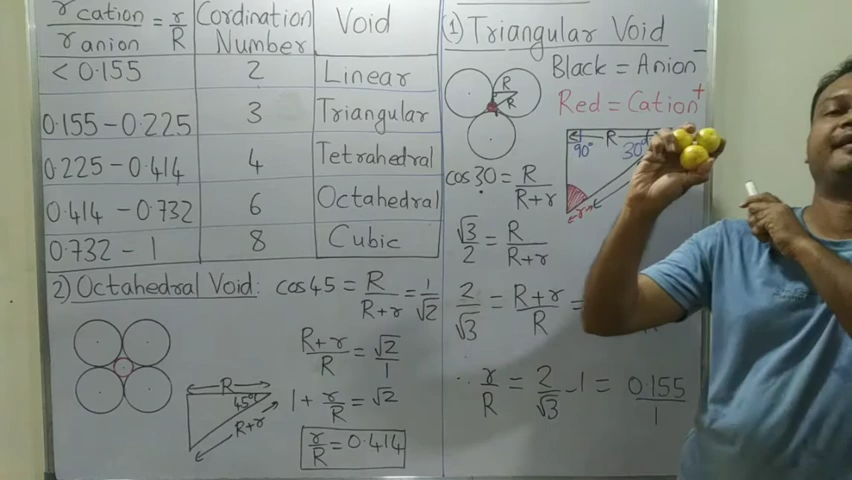 r cation / r anion = r/R
Cordination Number
Void
< 0.155 2 Linear
0.155 - 0.225 3 Triangular
0.225 - 0.414 4 Tetrahedral
0.414 - 0.732 6 Octahedral
0.732 - 1 8 Cubic
2) Octahedral Void: cos45 = R/R+r = 1/√2
R+r/R = √2/1
1 + r/R = √2
r/R = 0.414
R
45°
R+r
(1) Triangular Void
Black = Anion⁻
Red = Cation⁺
R
R
r
R
90°
30°
r
cos 30 = R/R+r
√3/2 = R/R+r
2/√3 = R+r/R =
∴ r/R = 2/√3 - 1 = 0.155/1